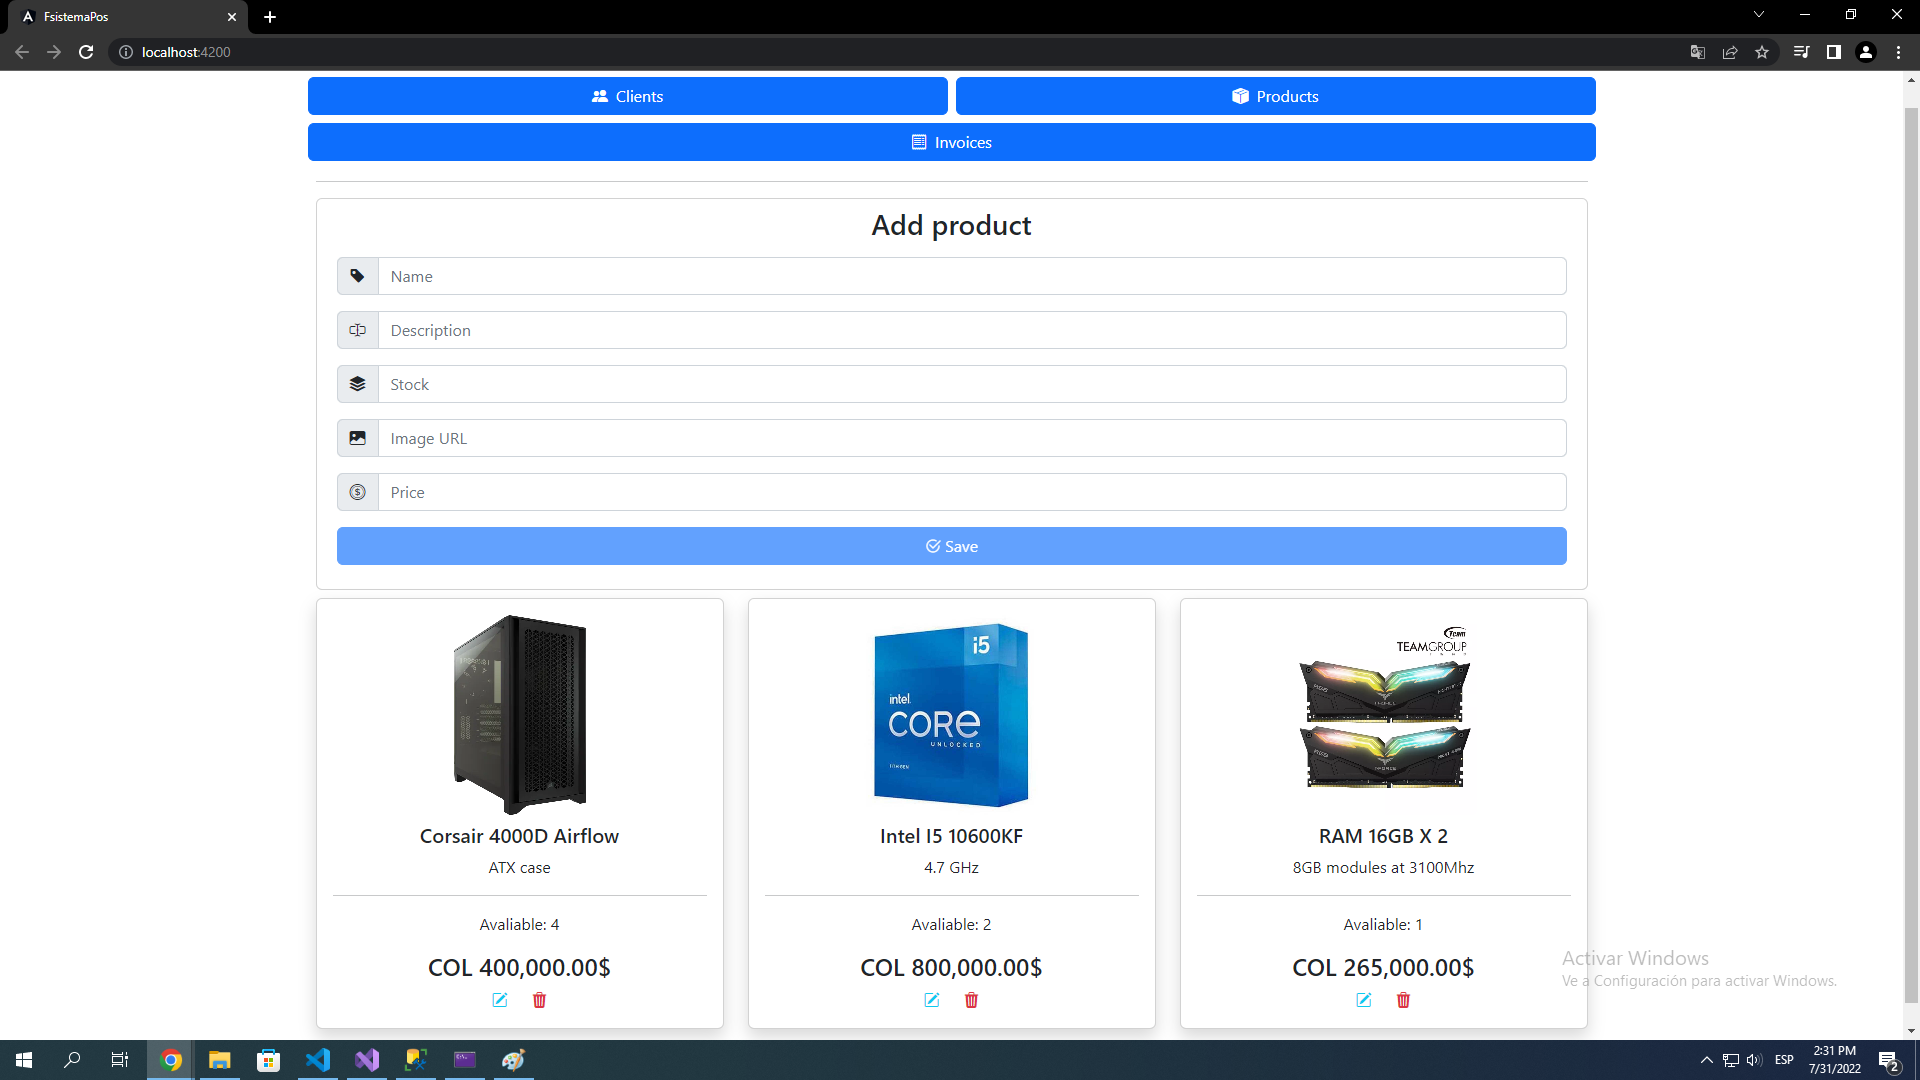 FsistemaPos
localhost:4200
Clients
Products
Invoices
Add product
Name
Description
Stock
Image URL
Price
Save
i5
intel
CORE
UNLOCKED
Team
TEAMGROUP
Corsair 4000D Airflow
Intel I5 10600KF
RAM 16GB X 2
ATX case
4.7 GHz
8GB modules at 3100Mhz
Avaliable: 4
Avaliable: 2
Avaliable: 1
COL 400,000.00$
COL 800,000.00$
COL 265,000.00$
Activar Windows
Ve a Configuración para activar Windows.
ESP
2:31 PM
7/31/2022
2